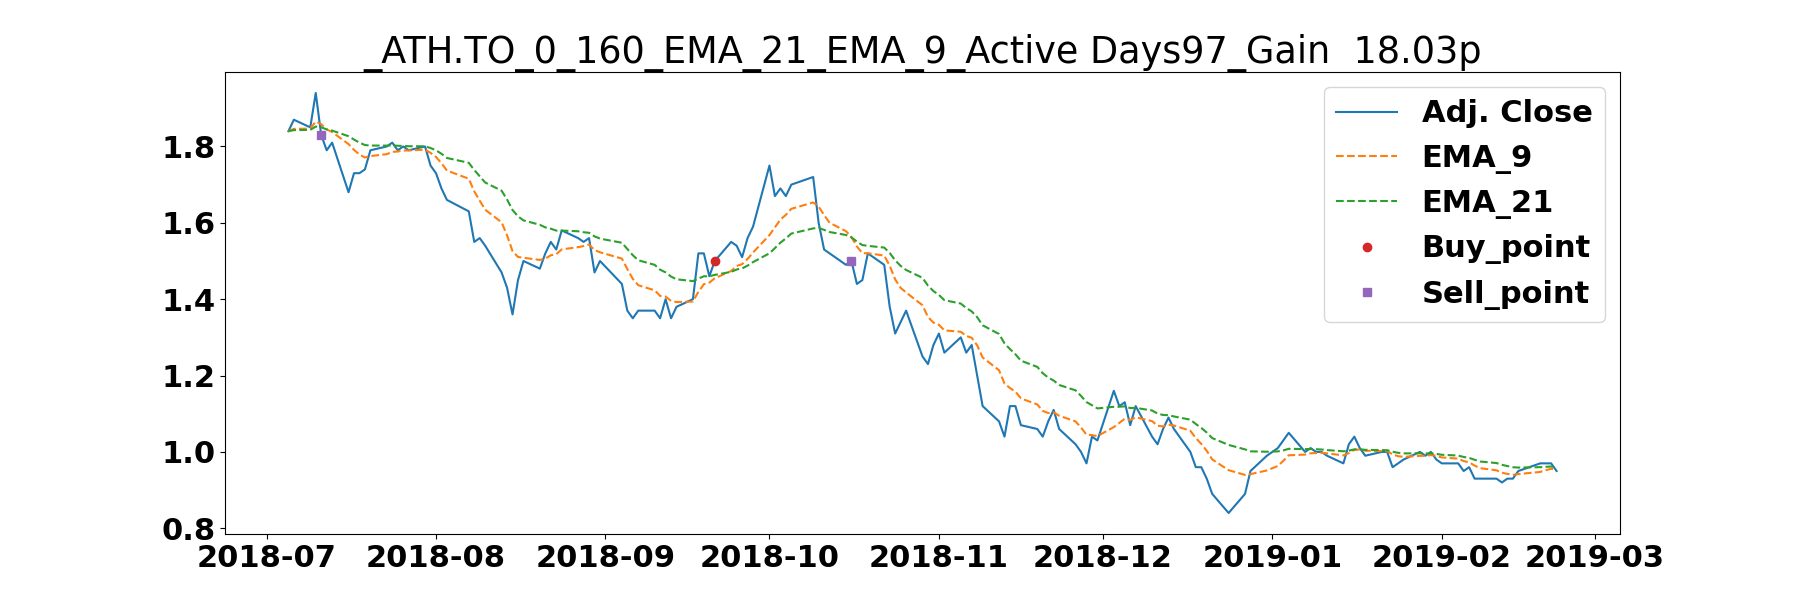 _ATH.TO_0_160_EMA_21_EMA_9_Active Days97_Gain  18.03p
Adj. Close
EMA_9
EMA_21
Buy_point
Sell_point
1.8
1.6
1.4
1.2
1.0
0.8
2018-07 2018-08 2018-09 2018-10 2018-11 2018-12 2019-01 2019-02 2019-03